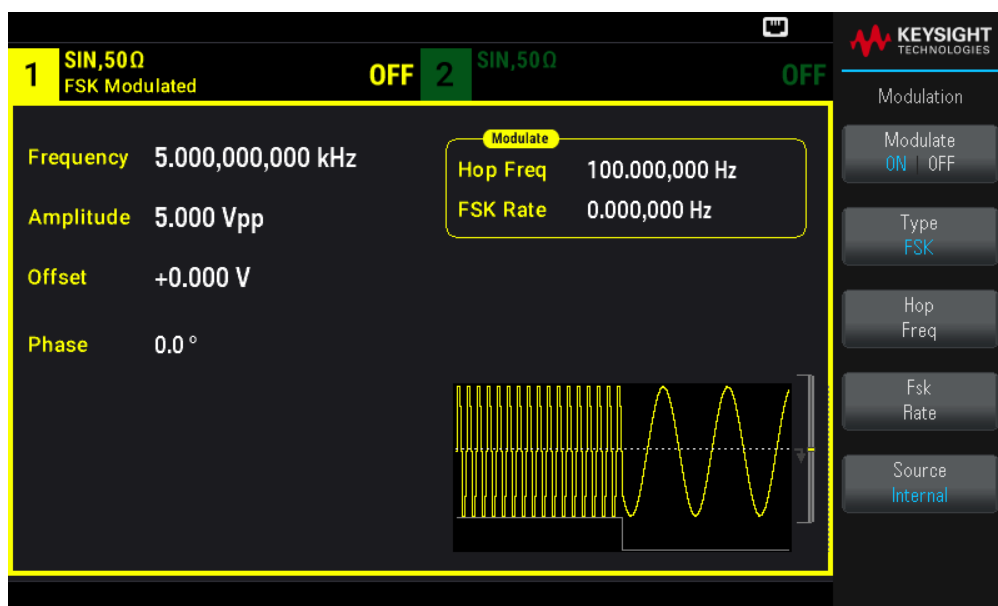 KEYSIGHT
TECHNOLOGIES
1
SIN,50Ω
FSK Modulated
OFF
2
SIN,50Ω
OFF
Frequency 5.000,000,000 kHz
Amplitude 5.000 Vpp
Offset +0.000 V
Phase 0.0 °
Modulate
Hop Freq 100.000,000 Hz
FSK Rate 0.000,000 Hz
Modulation
Modulate
ON | OFF
Type
FSK
Hop
Freq
Fsk
Rate
Source
Internal